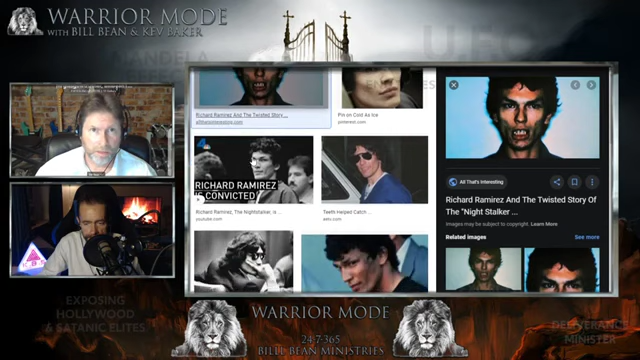 WARRIOR MODE
WITH BILL BEAN & KEV BAKER
Richard Ramirez And The Twisted Story ...
allthatsinteresting.com
Pin on Cold As Ice
pinterest.com
RICHARD RAMIREZ
IS CONVICTED
Richard Ramirez, The Nightstalker, is ...
youtube.com
Teeth Helped Catch ...
All That's Interesting
Richard Ramirez And The Twisted Story Of
The "Night Stalker ...
Images may be subject to copyright. Learn More
Related images
See more
EXPOSING
HOLLYWOOD
& SATANIC ELITES
WARRIOR MODE
24-7-365
BILL BEAN MINISTRIES
DELIVERANCE
MINISTER